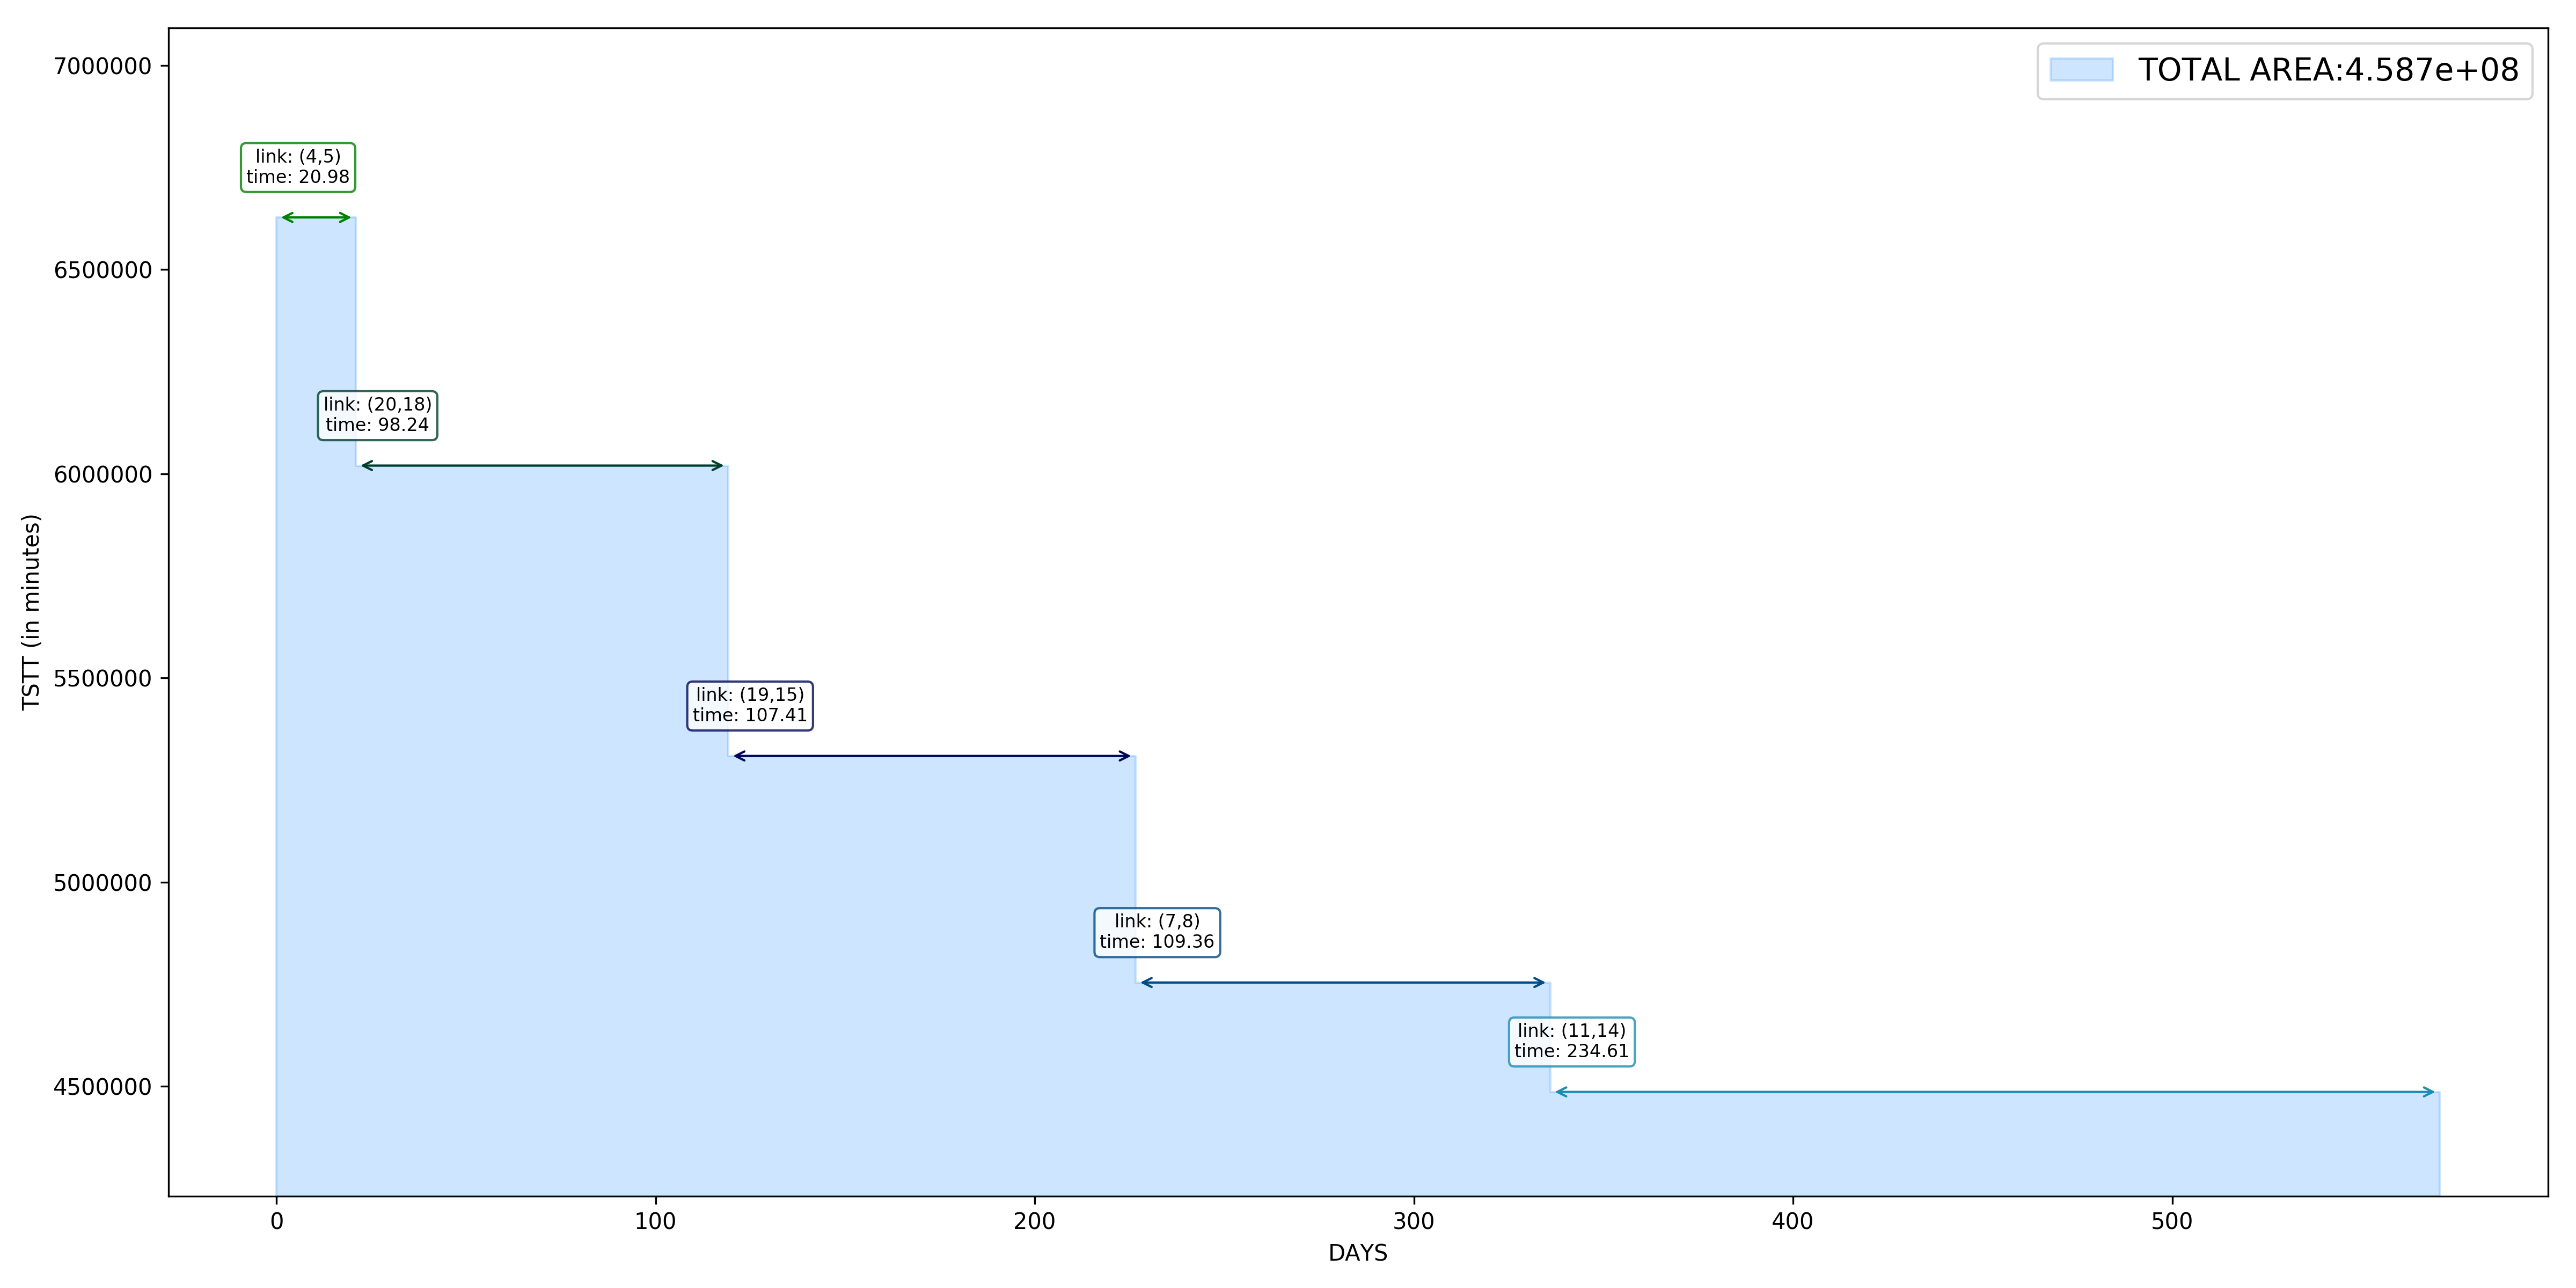 TOTAL AREA:4.587e+08
7000000
6500000
6000000
5500000
5000000
4500000
TSTT (in minutes)
link: (4,5)
time: 20.98
link: (20,18)
time: 98.24
link: (19,15)
time: 107.41
link: (7,8)
time: 109.36
link: (11,14)
time: 234.61
0 100 200 300 400 500
DAYS